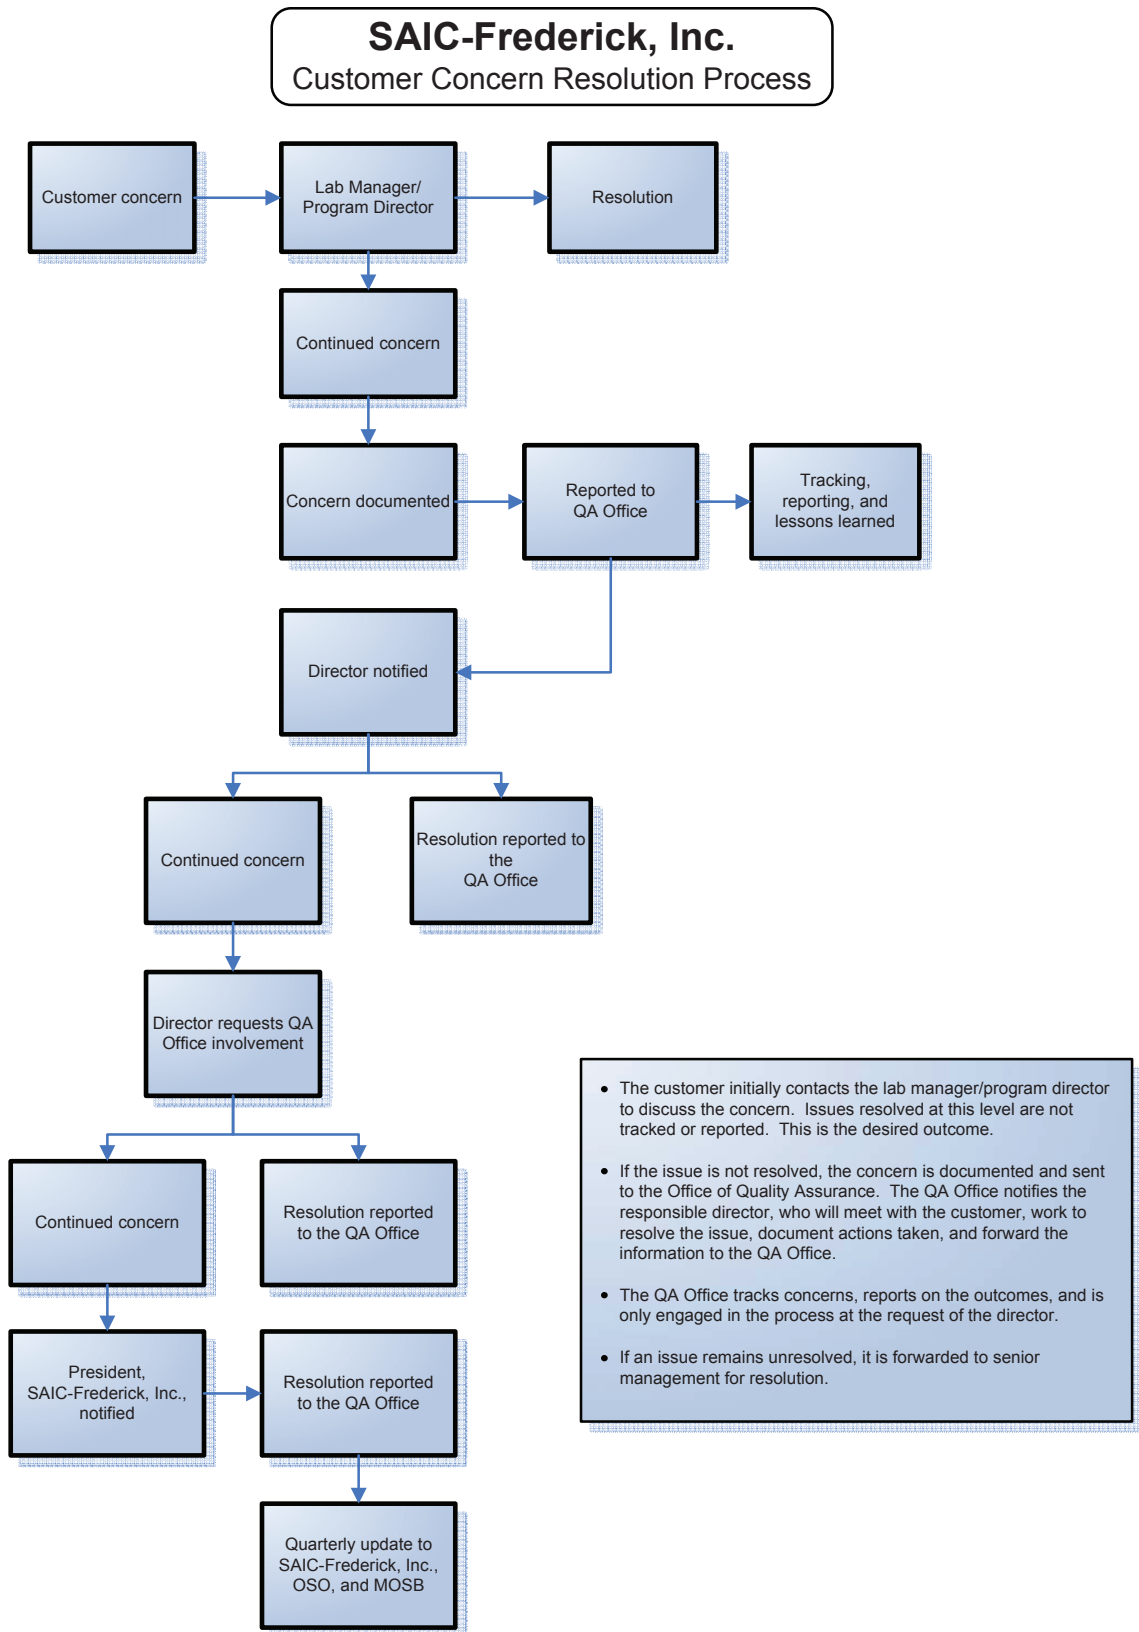 SAIC-Frederick, Inc.
Customer Concern Resolution Process
Customer concern
Lab Manager/
Program Director
Resolution
Continued concern
Concern documented
Reported to
QA Office
Tracking,
reporting, and
lessons learned
Director notified
Continued concern
Resolution reported to
the
QA Office
Director requests QA
Office involvement
Continued concern
Resolution reported
to the QA Office
President,
SAIC-Frederick, Inc.,
notified
Resolution reported
to the QA Office
Quarterly update to
SAIC-Frederick, Inc.,
OSO, and MOSB
• The customer initially contacts the lab manager/program director
to discuss the concern.  Issues resolved at this level are not
tracked or reported.  This is the desired outcome.
• If the issue is not resolved, the concern is documented and sent
to the Office of Quality Assurance.  The QA Office notifies the
responsible director, who will meet with the customer, work to
resolve the issue, document actions taken, and forward the
information to the QA Office.
• The QA Office tracks concerns, reports on the outcomes, and is
only engaged in the process at the request of the director.
• If an issue remains unresolved, it is forwarded to senior
management for resolution.